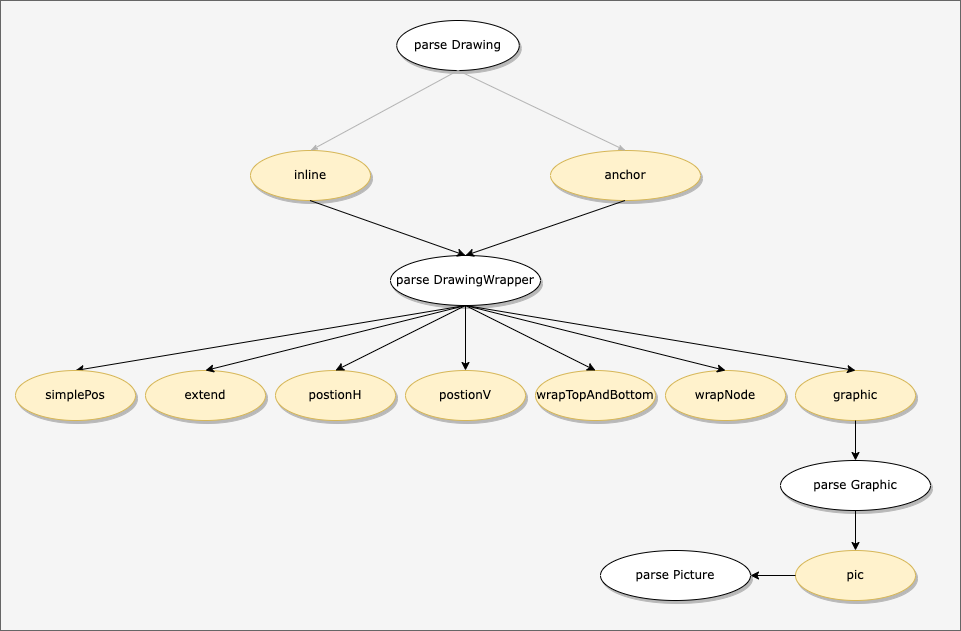 parse Drawing
inline
anchor
parse DrawingWrapper
simplePos
extend
postionH
postionV
wrapTopAndBottom
wrapNode
graphic
parse Graphic
parse Picture
pic